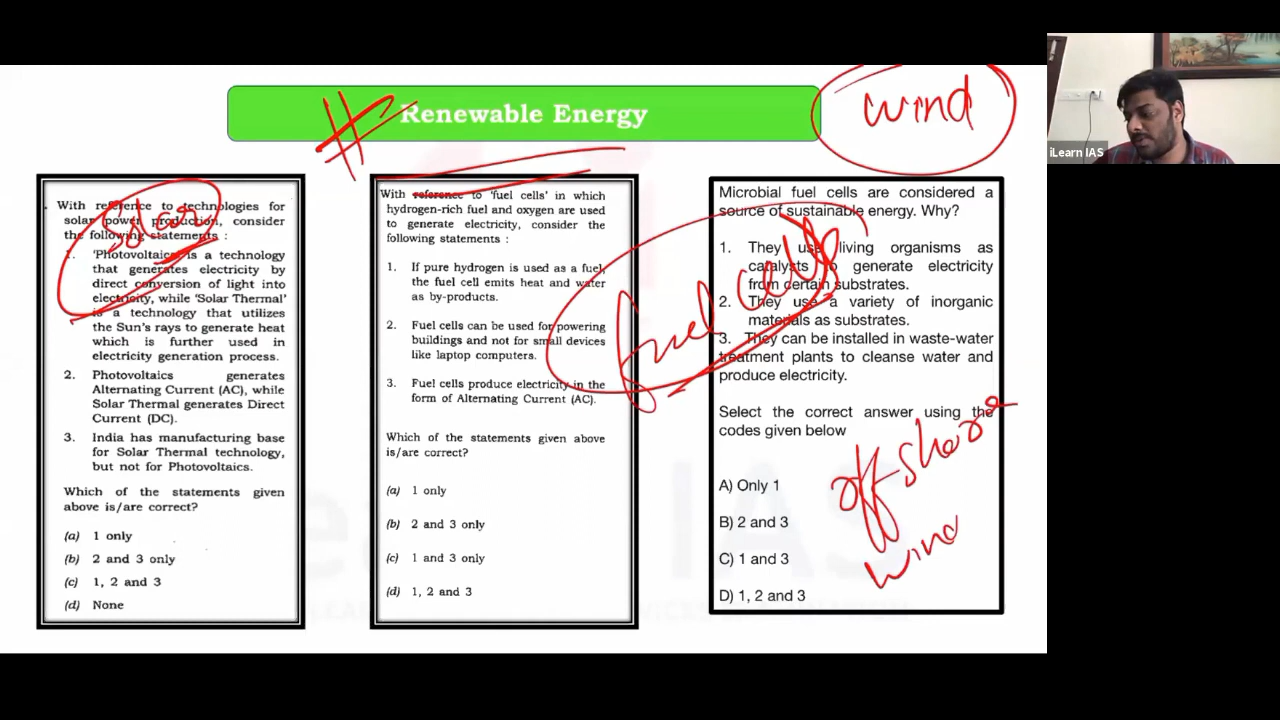 Renewable Energy
#
wind
iLearn IAS
With reference to technologies for
solar power production, consider
the following statements :
solar
1. 'Photovoltaics' is a technology
that generates electricity by
direct conversion of light into
electricity, while 'Solar Thermal'
is a technology that utilizes
the Sun's rays to generate heat
which is further used in
electricity generation process.
2. Photovoltaics generates
Alternating Current (AC), while
Solar Thermal generates Direct
Current (DC).
3. India has manufacturing base
for Solar Thermal technology,
but not for Photovoltaics.
Which of the statements given
above is/are correct?
(a) 1 only
(b) 2 and 3 only
(c) 1, 2 and 3
(d) None
With reference to 'fuel cells' in which
hydrogen-rich fuel and oxygen are used
to generate electricity, consider the
following statements :
1. If pure hydrogen is used as a fuel,
the fuel cell emits heat and water
as by-products.
2. Fuel cells can be used for powering
buildings and not for small devices
like laptop computers.
3. Fuel cells produce electricity in the
form of Alternating Current (AC).
Which of the statements given above
is/are correct?
(a) 1 only
(b) 2 and 3 only
(c) 1 and 3 only
(d) 1, 2 and 3
fuel cells
Microbial fuel cells are considered a
source of sustainable energy. Why?
1. They use living organisms as
catalysts to generate electricity
from certain substrates.
2. They use a variety of inorganic
materials as substrates.
3. They can be installed in waste-water
treatment plants to cleanse water and
produce electricity.
Select the correct answer using the
codes given below
A) Only 1
B) 2 and 3
C) 1 and 3
D) 1, 2 and 3
offshore
wind